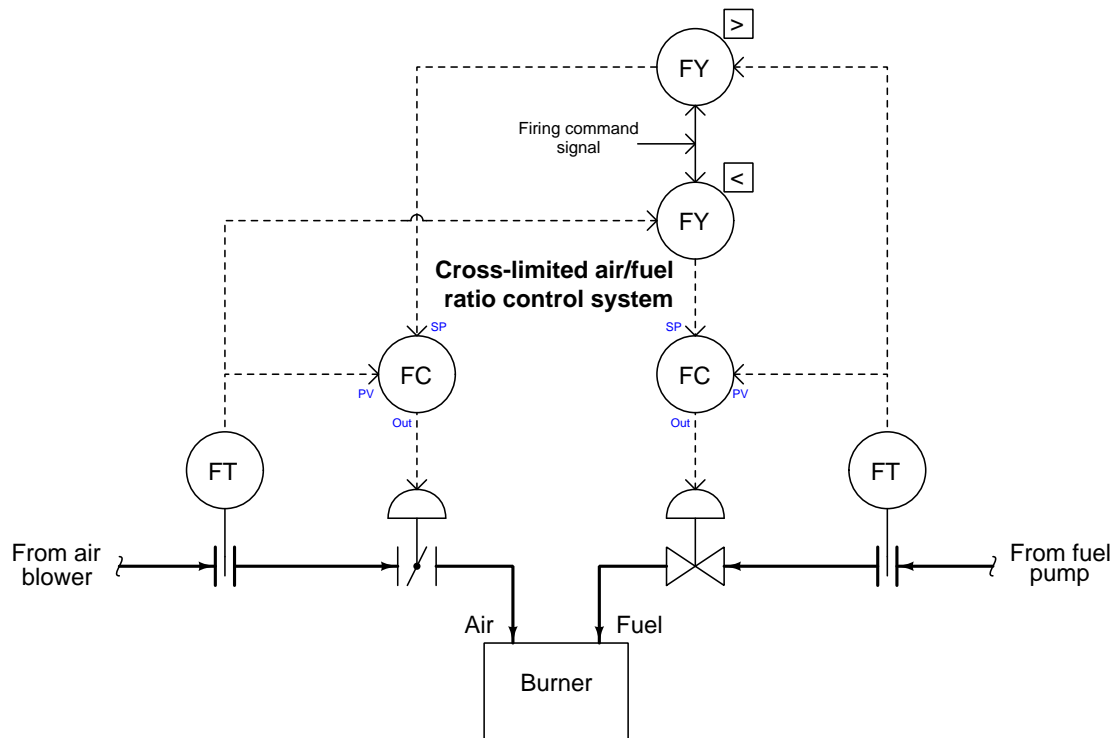 >
FY
Firing command
signal
<
FY
Cross-limited air/fuel
ratio control system
SP
SP
FC
FC
PV
PV
Out
Out
FT
FT
From air
blower
From fuel
pump
Air
Fuel
Burner